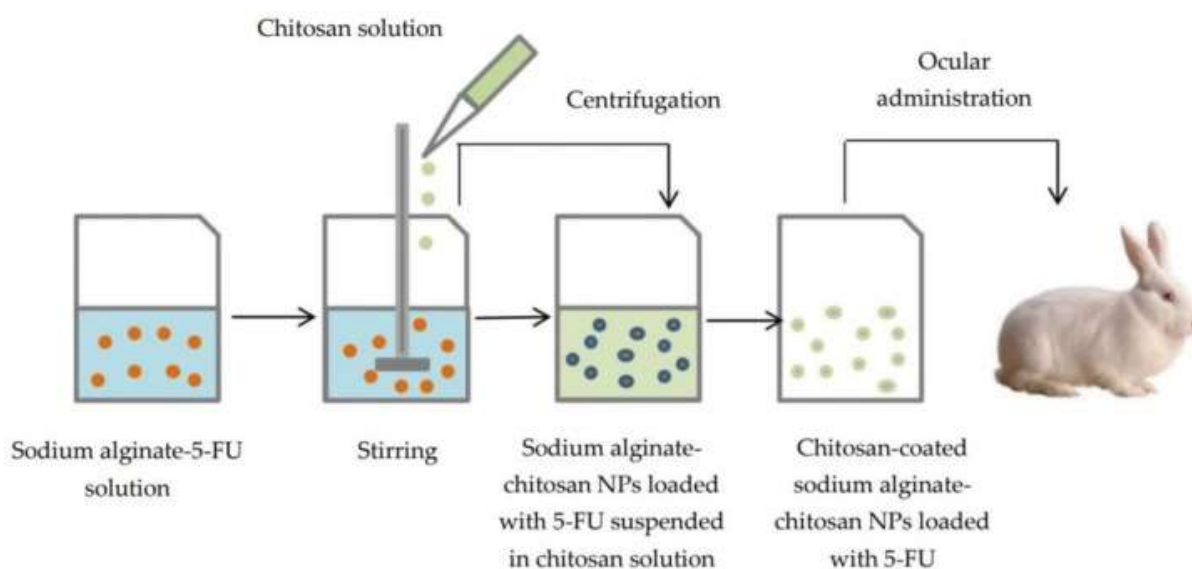 Chitosan solution
Centrifugation
Ocular
administration
Sodium alginate-5-FU
solution
Stirring
Sodium alginate-
chitosan NPs loaded
with 5-FU suspended
in chitosan solution
Chitosan-coated
sodium alginate-
chitosan NPs loaded
with 5-FU